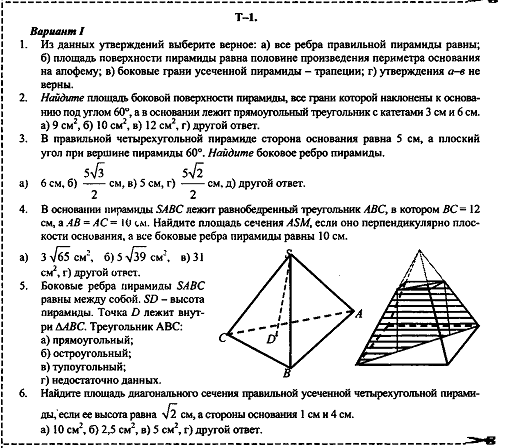 Т–1.
Вариант I
1. Из данных утверждений выберите верное: а) все ребра правильной пирамиды равны;
б) площадь поверхности пирамиды равна половине произведения периметра основания
на апофему; в) боковые грани усеченной пирамиды – трапеции; г) утверждения а–в не
верны.
2. Найдите площадь боковой поверхности пирамиды, все грани которой наклонены к основа-
нию под углом 60°, а в основании лежит прямоугольный треугольник с катетами 3 см и 6 см.
а) 9 см², б) 10 см², в) 12 см², г) другой ответ.
3. В правильной четырехугольной пирамиде сторона основания равна 5 см, а плоский
угол при вершине пирамиды 60°. Найдите боковое ребро пирамиды.
а) 6 см, б) 5√3/2 см, в) 5 см, г) 5√2/2 см, д) другой ответ.
4. В основании пирамиды SABC лежит равнобедренный треугольник ABC, в котором BC = 12
см, а AB = AC = 10 см. Найдите площадь сечения ASM, если оно перпендикулярно плос-
кости основания, а все боковые ребра пирамиды равны 10 см.
а) 3√65 см², б) 5√39 см², в) 31
см², г) другой ответ.
5. Боковые ребра пирамиды SABC
равны между собой. SD – высота
пирамиды. Точка D лежит внут-
ри ΔABC. Треугольник ABC:
а) прямоугольный;
б) остроугольный;
в) тупоугольный;
г) недостаточно данных.
S
A
C
D
B
6. Найдите площадь диагонального сечения правильной усеченной четырехугольной пирами-
ды, если ее высота равна √2 см, а стороны основания 1 см и 4 см.
а) 10 см², б) 2,5 см², в) 5 см², г) другой ответ.